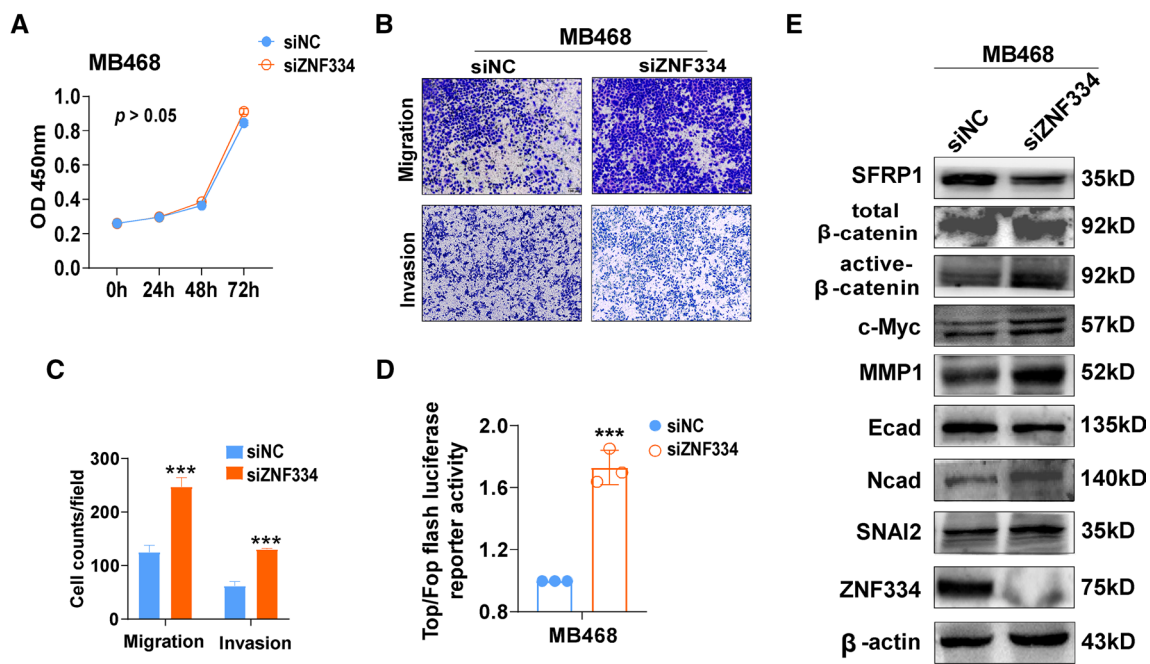 A
siNC
siZNF334
MB468
p > 0.05
OD 450nm
1.0
0.8
0.6
0.4
0.2
0.0
0h 24h 48h 72h
B
MB468
siNC siZNF334
Migration
Invasion
C
siNC
siZNF334
Cell counts/field
300
200
100
0
***
***
Migration Invasion
D
siNC
siZNF334
Top/Fop flash luciferase
reporter activity
2.0
1.6
1.2
0.8
***
MB468
E
MB468
siNC siZNF334
SFRP1 35kD
total
β-catenin 92kD
active-
β-catenin 92kD
c-Myc 57kD
MMP1 52kD
Ecad 135kD
Ncad 140kD
SNAI2 35kD
ZNF334 75kD
β-actin 43kD